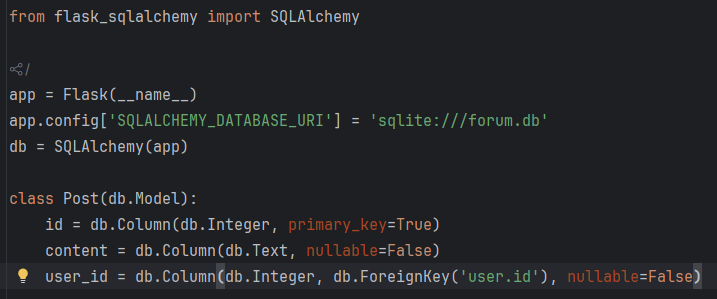 from flask_sqlalchemy import SQLAlchemy
/
app = Flask(__name__)
app.config['SQLALCHEMY_DATABASE_URI'] = 'sqlite:///forum.db'
db = SQLAlchemy(app)
class Post(db.Model):
    id = db.Column(db.Integer, primary_key=True)
    content = db.Column(db.Text, nullable=False)
    user_id = db.Column(db.Integer, db.ForeignKey('user.id'), nullable=False)